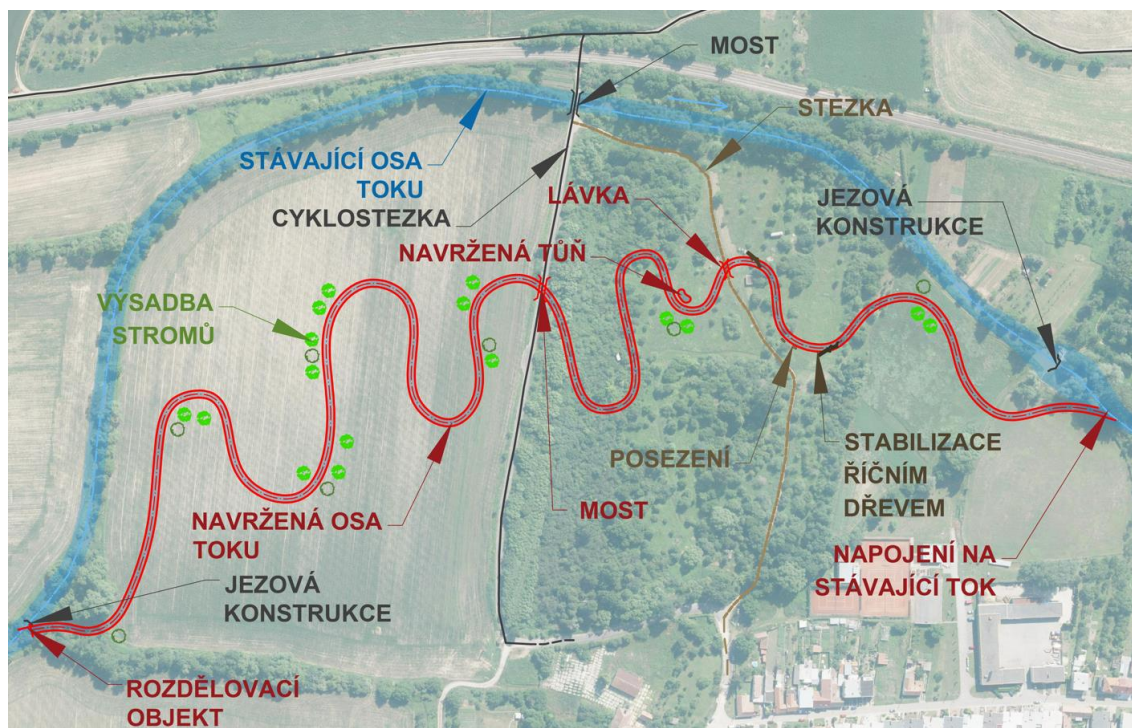 MOST
STEZKA
STÁVAJÍCÍ OSA
TOKU
CYKLOSTEZKA
LÁVKA
JEZOVÁ
KONSTRUKCE
NAVRŽENÁ TŮŇ
VÝSADBA
STROMŮ
POSEZENÍ
STABILIZACE
ŘÍČNÍM
DŘEVEM
MOST
NAVRŽENÁ OSA
TOKU
NAPOJENÍ NA
STÁVAJÍCÍ TOK
JEZOVÁ
KONSTRUKCE
ROZDĚLOVACÍ
OBJEKT